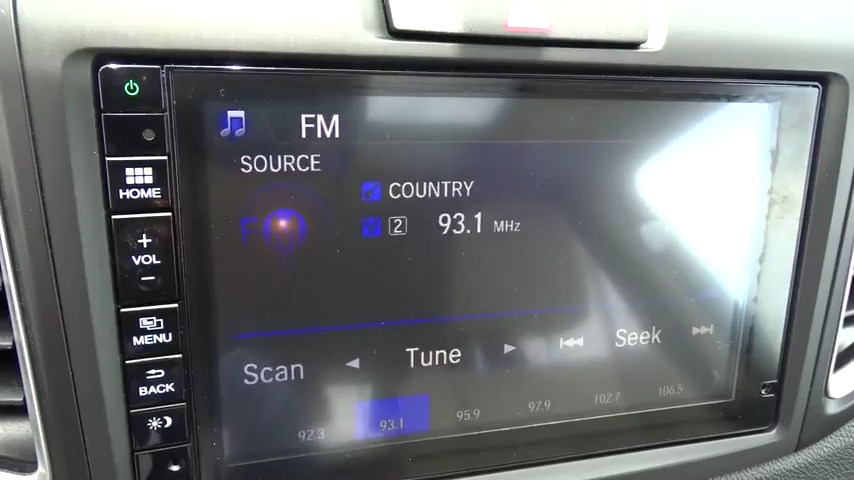 FM
SOURCE
COUNTRY
FM
2 93.1 MHz
HOME
+
VOL
−
MENU
BACK
Scan Tune Seek
92.3 93.1 95.9 97.9 102.7 106.5